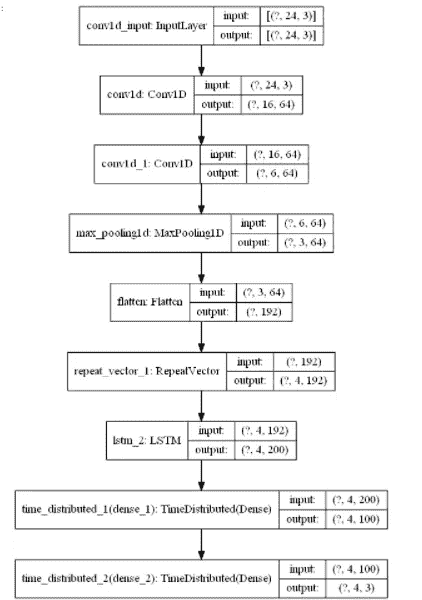 :
conv1d_input: InputLayer
input: [(?, 24, 3)]
output: [(?, 24, 3)]
conv1d: Conv1D
input: (?, 24, 3)
output: (?, 16, 64)
conv1d_1: Conv1D
input: (?, 16, 64)
output: (?, 6, 64)
max_pooling1d: MaxPooling1D
input: (?, 6, 64)
output: (?, 3, 64)
flatten: Flatten
input: (?, 3, 64)
output: (?, 192)
repeat_vector_1: RepeatVector
input: (?, 192)
output: (?, 4, 192)
lstm_2: LSTM
input: (?, 4, 192)
output: (?, 4, 200)
time_distributed_1(dense_1): TimeDistributed(Dense)
input: (?, 4, 200)
output: (?, 4, 100)
time_distributed_2(dense_2): TimeDistributed(Dense)
input: (?, 4, 100)
output: (?, 4, 3)